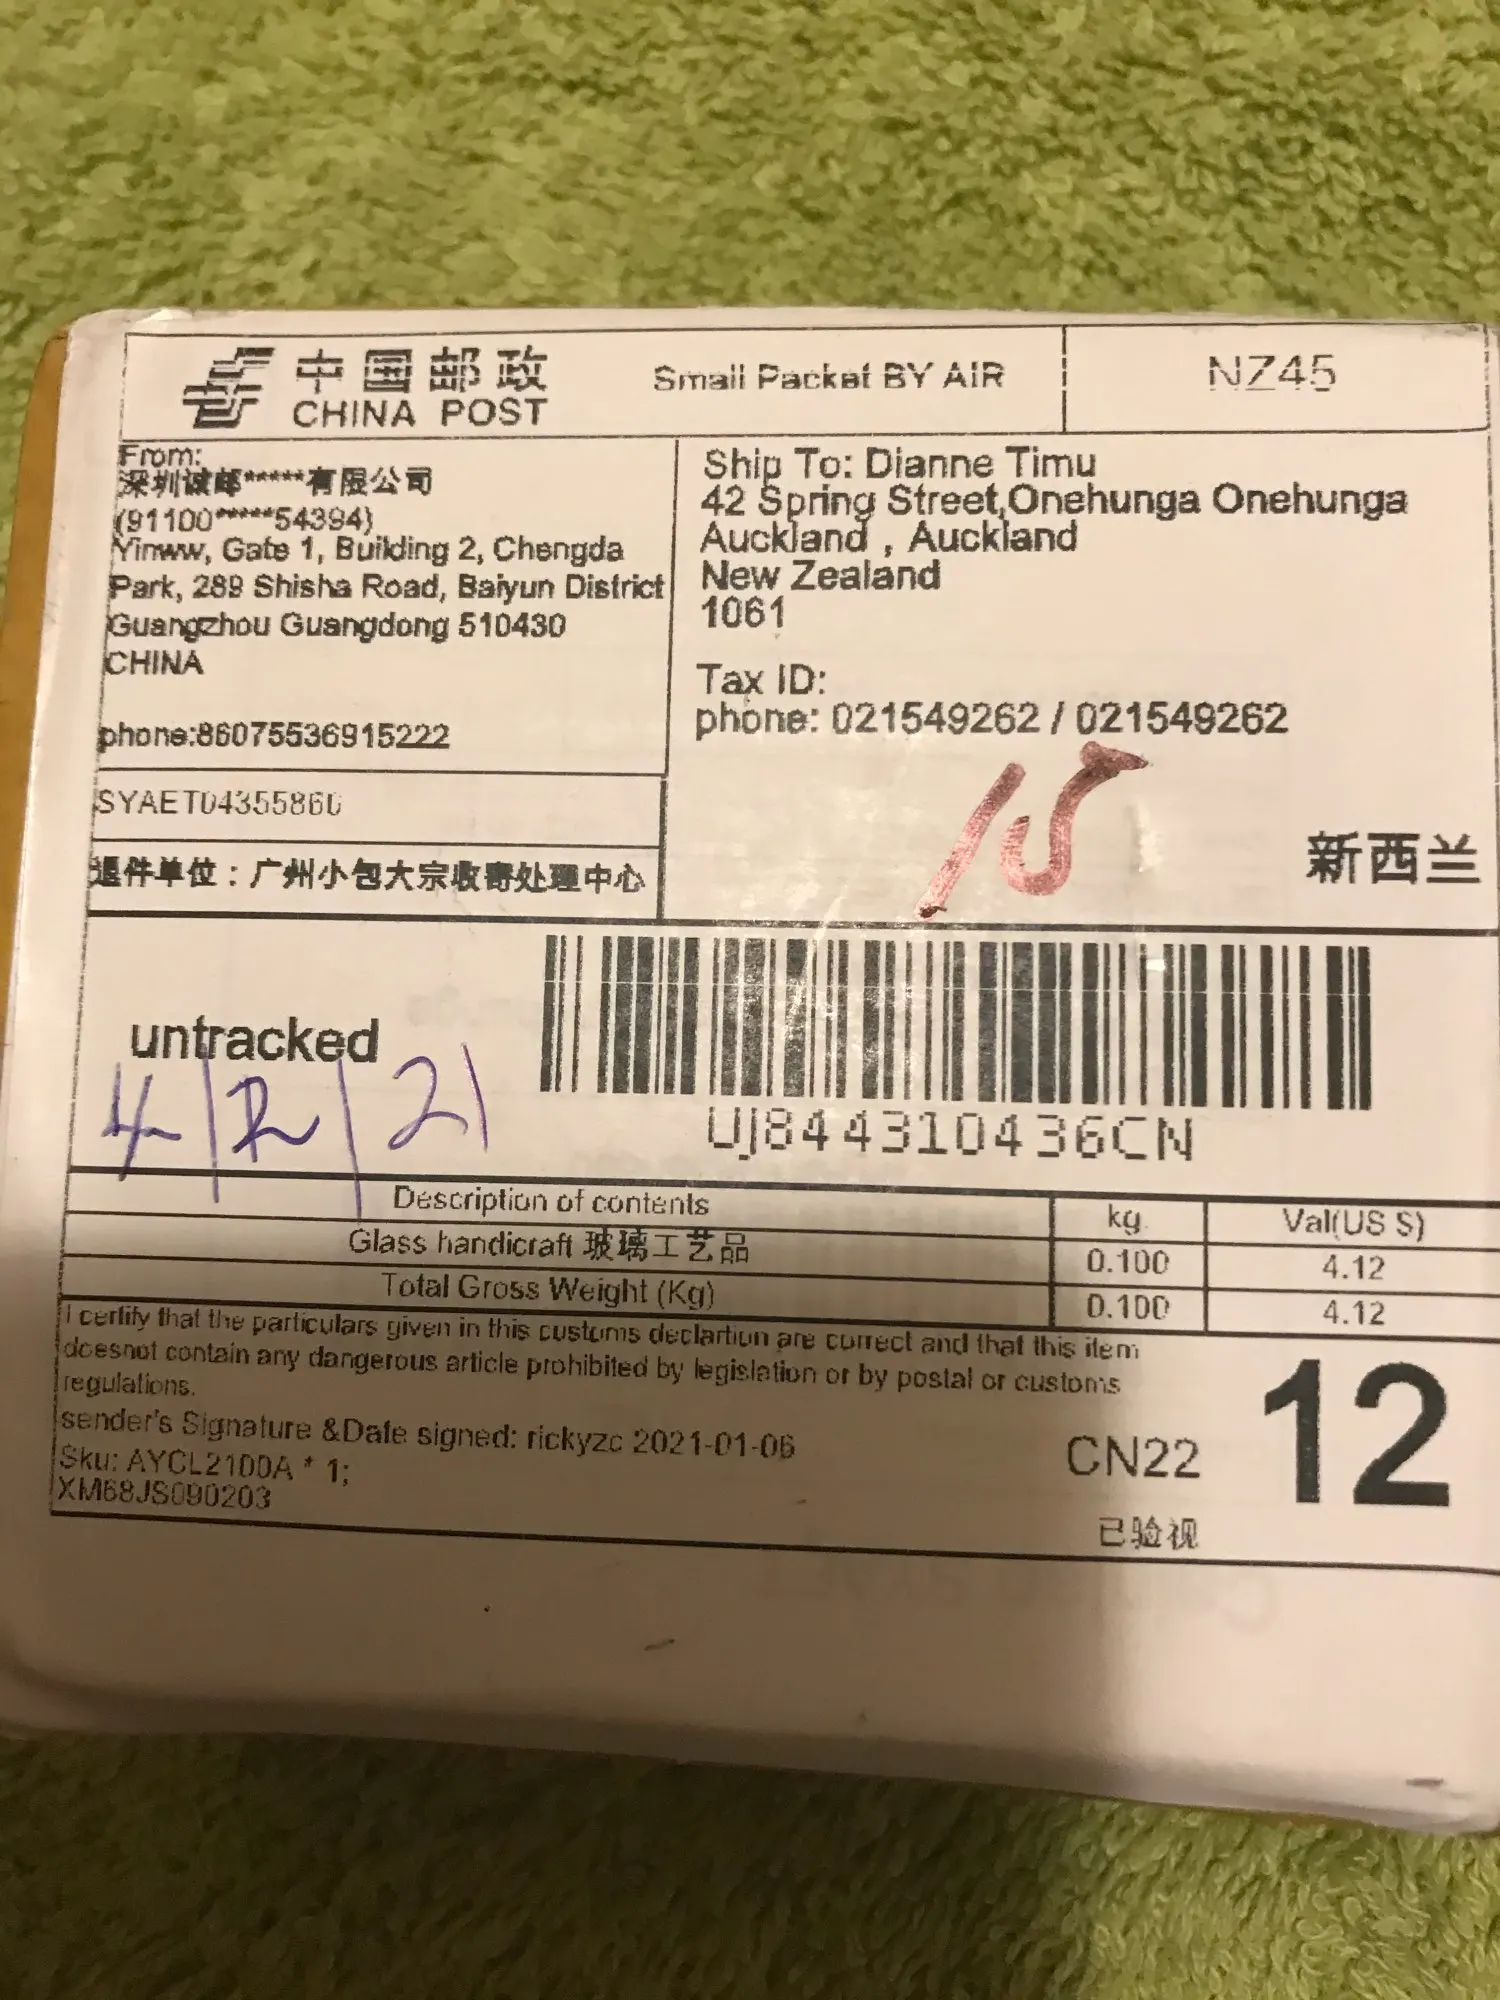 中国邮政
CHINA POST
Small Packet BY AIR
NZ45
From:
深圳诚邮*****有限公司
(91100*****54394)
Yinww, Gate 1, Building 2, Chengda
Park, 289 Shisha Road, Baiyun District
Guangzhou Guangdong 510430
CHINA
phone:86075536915222
SYAET04355860
退件单位：广州小包大宗收寄处理中心
Ship To: Dianne Timu
42 Spring Street,Onehunga Onehunga
Auckland , Auckland
New Zealand
1061
Tax ID:
phone: 021549262 / 021549262
15
新西兰
untracked
4/2/21
UJ844310436CN
Description of contents kg Val(US $)
Glass handicraft 玻璃工艺品 0.100 4.12
Total Gross Weight (Kg) 0.100 4.12
I certify that the particulars given in this customs declartiun are correct and that this item
doesnot contain any dangerous article prohibited by legislation or by postal or customs
regulations.
sender's Signature &Date signed: rickyzc 2021-01-06
Sku: AYCL2100A * 1;
XM68JS090203
CN22
已验视
12